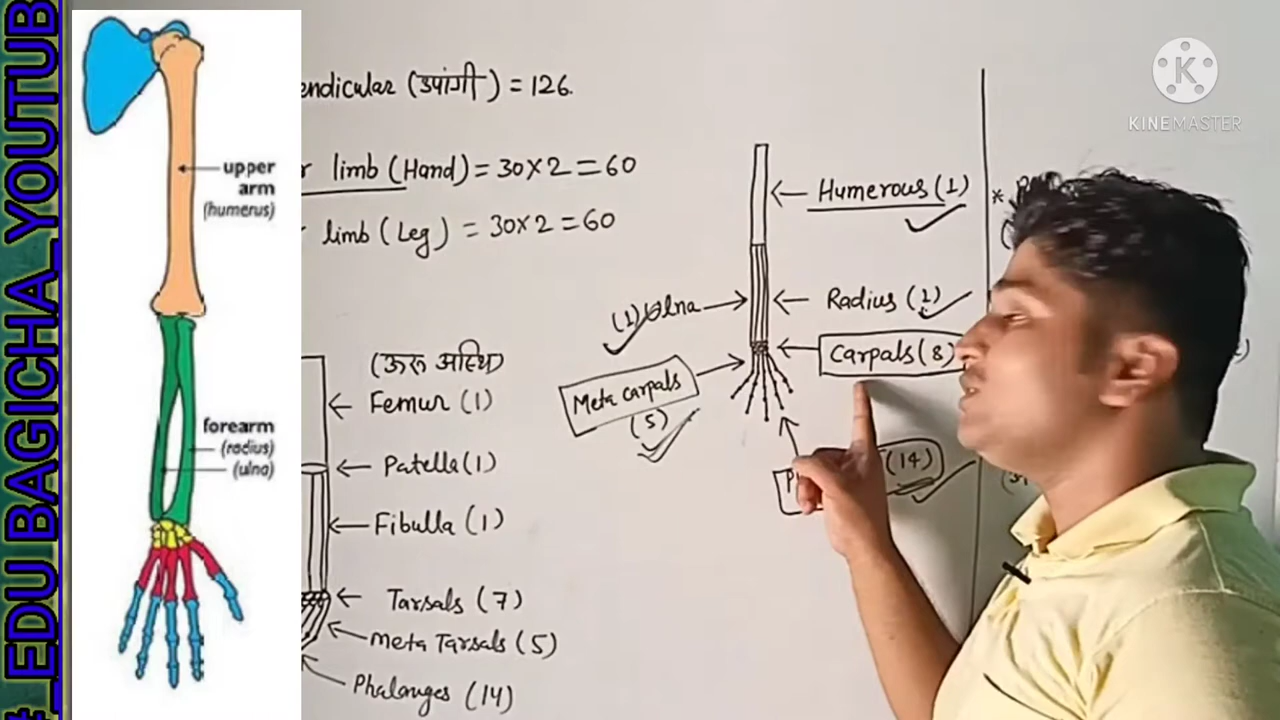 #_EDU BAGICHA_YOUTUB
upper
arm
(humerus)
forearm
(radius)
(ulna)
endicular (उपांगी) = 126.
r limb (Hand) = 30×2 = 60
limb (Leg) = 30×2 = 60
(ऊरू अस्थि)
Femur (1)
Patella (1)
Fibulla (1)
Tarsals (7)
Meta Tarsals (5)
Phalanges (14)
Humerous (1)
Radius (1)
(1) Ulna
Carpals (8)
Meta carpals
(5)
(14)
K
KINEMASTER